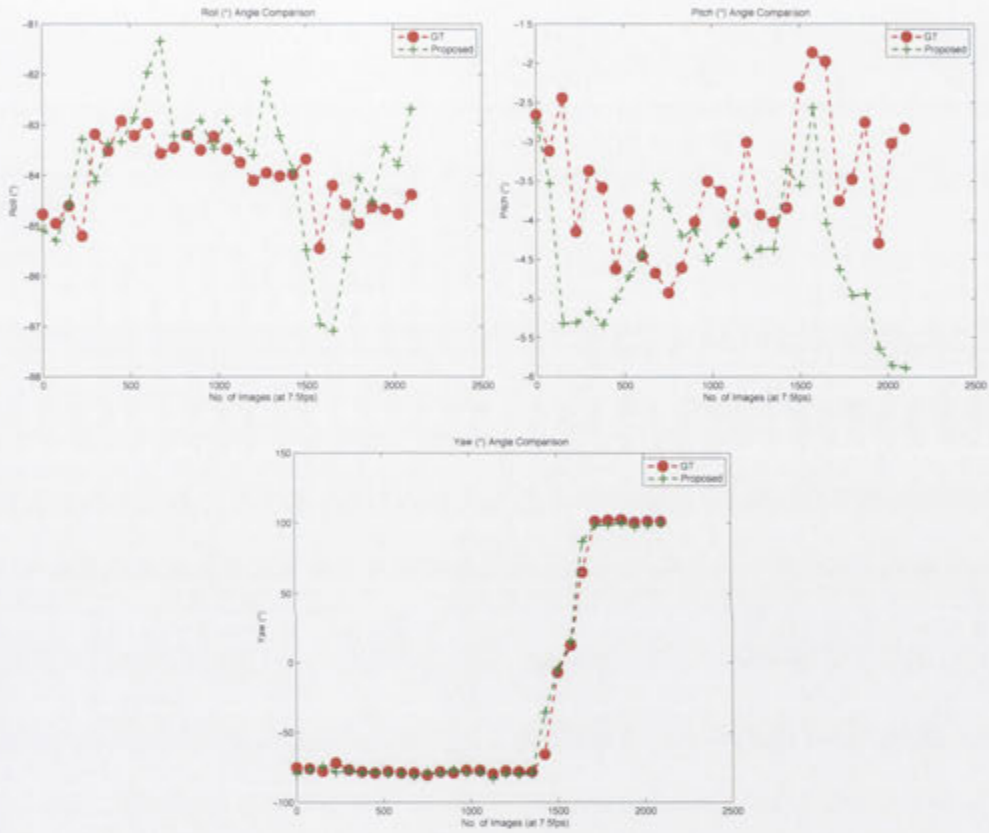 Roll (°) Angle Comparison
-81
-82
-83
-84
-85
-86
-87
-88
Roll (°)
GT
Proposed
0
500
1000
1500
2000
2500
No. of Images (at 7.5fps)
Pitch (°) Angle Comparison
-1.5
-2
-2.5
-3
-3.5
-4
-4.5
-5
-5.5
-6
Pitch (°)
GT
Proposed
0
500
1000
1500
2000
2500
No. of Images (at 7.5fps)
Yaw (°) Angle Comparison
150
100
50
0
-50
-100
Yaw (°)
GT
Proposed
0
500
1000
1500
2000
2500
No. of Images (at 7.5fps)